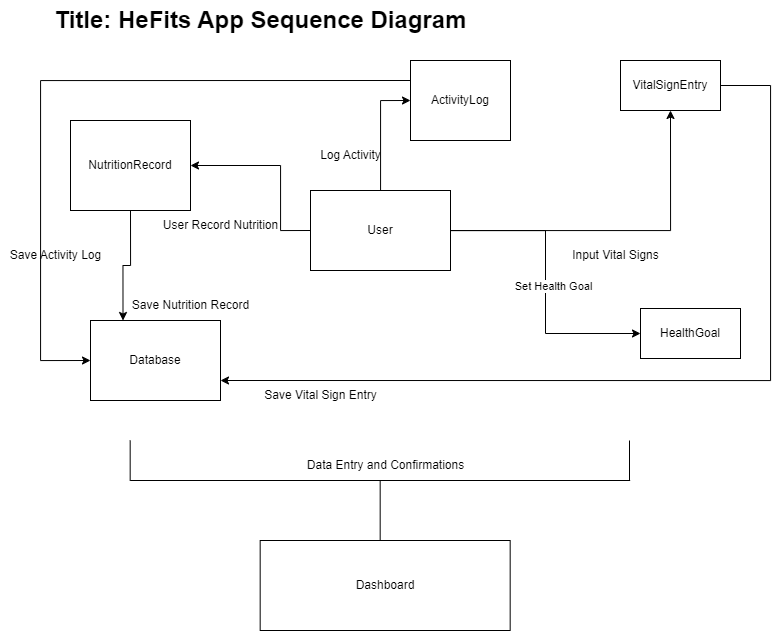 Title: HeFits App Sequence Diagram
ActivityLog
VitalSignEntry
Log Activity
NutritionRecord
User Record Nutrition
User
Save Activity Log
Input Vital Signs
Set Health Goal
Save Nutrition Record
HealthGoal
Database
Save Vital Sign Entry
Data Entry and Confirmations
Dashboard